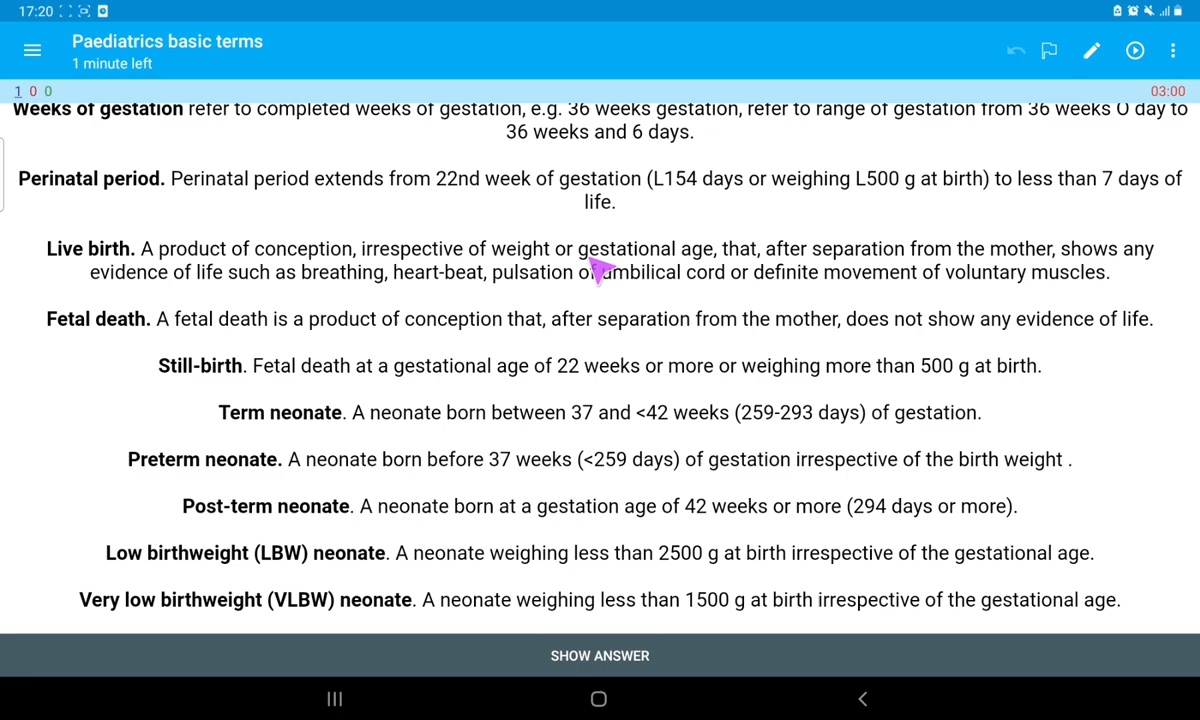 17:20
Paediatrics basic terms
1 minute left
1 0 0
03:00
Weeks of gestation refer to completed weeks of gestation, e.g. 36 weeks gestation, refer to range of gestation from 36 weeks O day to
36 weeks and 6 days.
Perinatal period. Perinatal period extends from 22nd week of gestation (L154 days or weighing L500 g at birth) to less than 7 days of
life.
Live birth. A product of conception, irrespective of weight or gestational age, that, after separation from the mother, shows any
evidence of life such as breathing, heart-beat, pulsation of umbilical cord or definite movement of voluntary muscles.
Fetal death. A fetal death is a product of conception that, after separation from the mother, does not show any evidence of life.
Still-birth. Fetal death at a gestational age of 22 weeks or more or weighing more than 500 g at birth.
Term neonate. A neonate born between 37 and <42 weeks (259-293 days) of gestation.
Preterm neonate. A neonate born before 37 weeks (<259 days) of gestation irrespective of the birth weight .
Post-term neonate. A neonate born at a gestation age of 42 weeks or more (294 days or more).
Low birthweight (LBW) neonate. A neonate weighing less than 2500 g at birth irrespective of the gestational age.
Very low birthweight (VLBW) neonate. A neonate weighing less than 1500 g at birth irrespective of the gestational age.
SHOW ANSWER